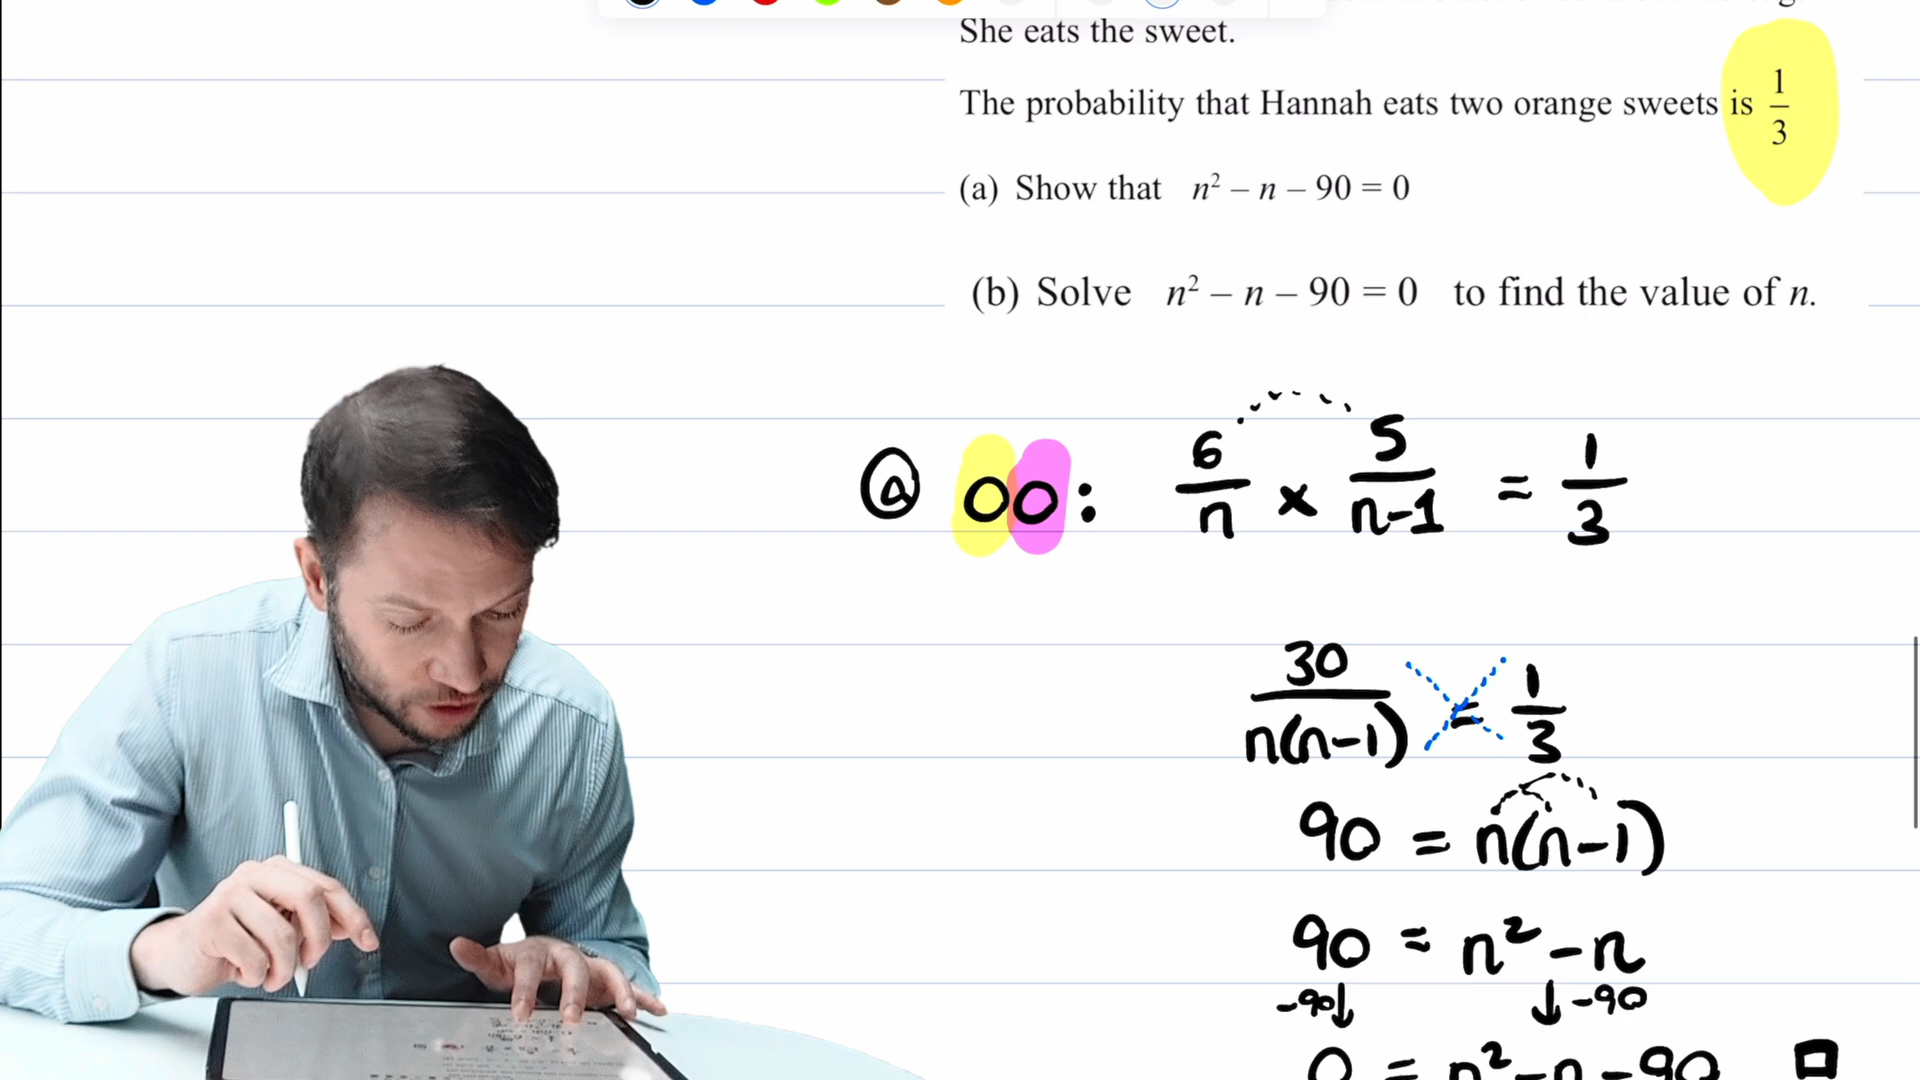 She eats the sweet.
The probability that Hannah eats two orange sweets is 1/3
(a) Show that n² – n – 90 = 0
(b) Solve n² – n – 90 = 0 to find the value of n.
ⓐ OO: 6/n × 5/(n-1) = 1/3
30/n(n-1) = 1/3
90 = n(n-1)
90 = n² - n
-90↓ ↓-90
0 = n² - n - 90 □